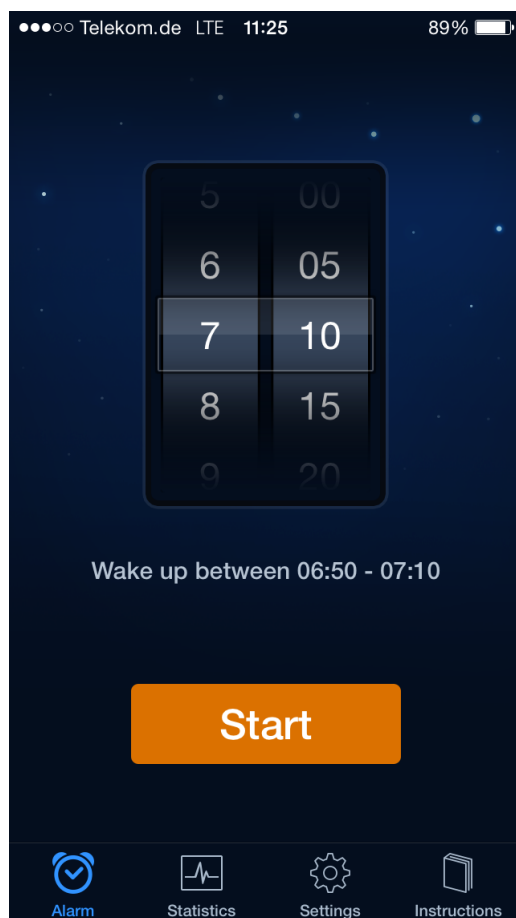 Telekom.de LTE 11:25 89%
5 00
6 05
7 10
8 15
9 20
Wake up between 06:50 - 07:10
Start
Alarm Statistics Settings Instructions